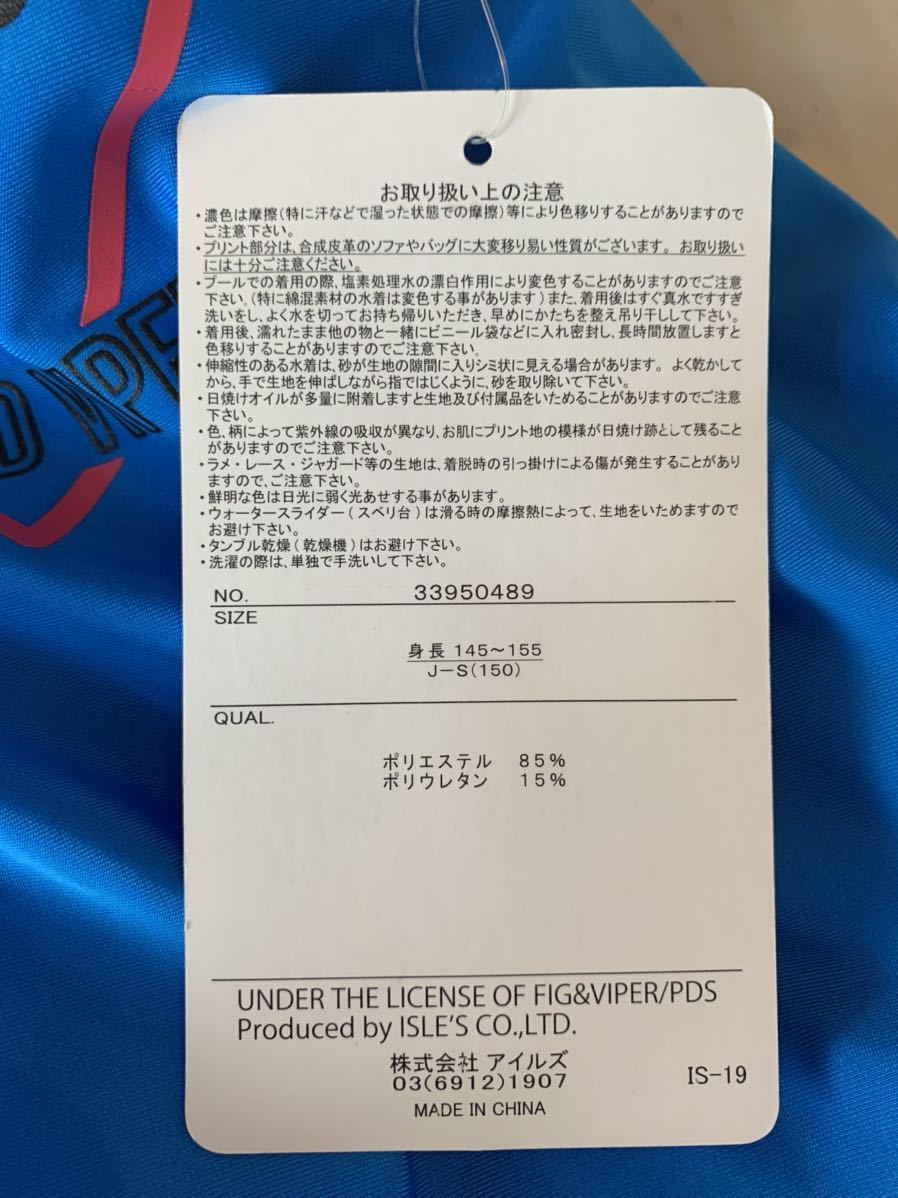 お取り扱い上の注意
・濃色は摩擦(特に汗などで湿った状態での摩擦)等により色移りすることがありますので
ご注意下さい。
・プリント部分は、合成皮革のソファやバッグに大変移り易い性質がございます。お取り扱い
には十分ご注意ください。
・プールでの着用の際、塩素処理水の漂白作用により変色することがありますのでご注意
下さい。(特に綿混素材の水着は変色する事があります)また、着用後はすぐ真水ですすぎ
洗いをし、よく水を切ってお持ち帰りいただき、早めにかたちを整え吊り干しして下さい。
・着用後、濡れたまま他の物と一緒にビニール袋などに入れ密封し、長時間放置しますと
色移りすることがありますのでご注意下さい。
・伸縮性のある水着は、砂が生地の隙間に入りシミ状に見える場合があります。よく乾かして
から、手で生地を伸ばしながら指ではじくように、砂を取り除いて下さい。
・日焼けオイルが多量に附着しますと生地及び付属品をいためることがありますのでご注意
下さい。
・色、柄によって紫外線の吸収が異なり、お肌にプリント地の模様が日焼け跡として残ること
がありますのでご注意下さい。
・ラメ・レース・ジャガード等の生地は、着脱時の引っ掛けによる傷が発生することがあり
ますので、ご注意下さい。
・鮮明な色は日光に弱く光あせする事があります。
・ウォータースライダー(スベリ台)は滑る時の摩擦熱によって、生地をいためますので
お避け下さい。
・タンブル乾燥(乾燥機)はお避け下さい。
・洗濯の際は、単独で手洗いして下さい。
NO. 33950489
SIZE
身長 145～155
J-S(150)
QUAL.
ポリエステル 85%
ポリウレタン 15%
UNDER THE LICENSE OF FIG&VIPER/PDS
Produced by ISLE'S CO.,LTD.
株式会社 アイルズ
03(6912)1907
IS-19
MADE IN CHINA